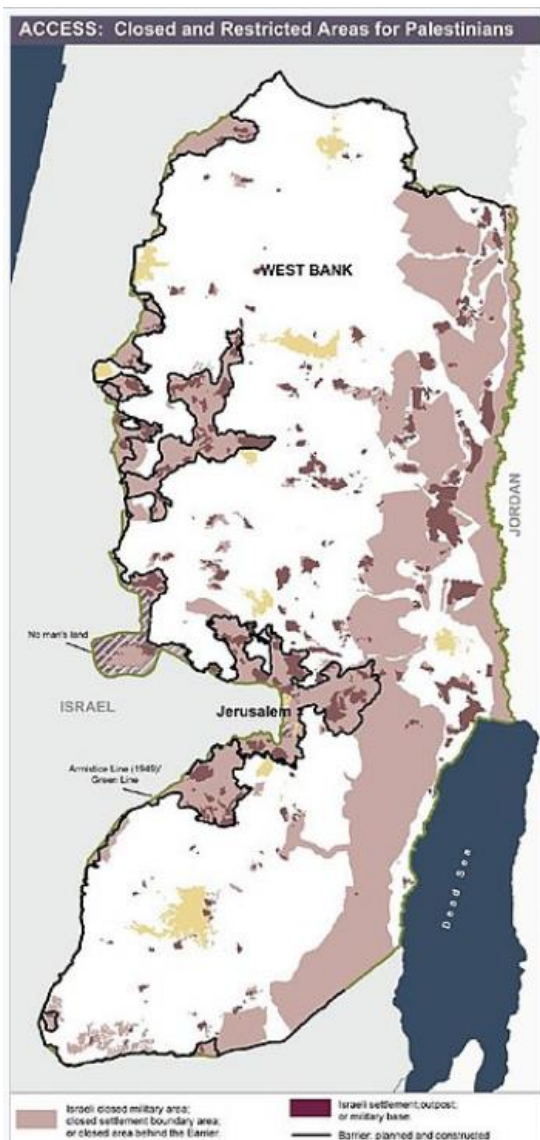 ACCESS: Closed and Restricted Areas for Palestinians
WEST BANK
JORDAN
No man's land
ISRAEL
Jerusalem
Armistice Line (1949)/
Green Line
Dead Sea
Israeli closed military area;
closed settlement boundary area;
or closed area behind the Barrier.
Israeli settlement; outpost;
or military base.
Barrier, planned and constructed